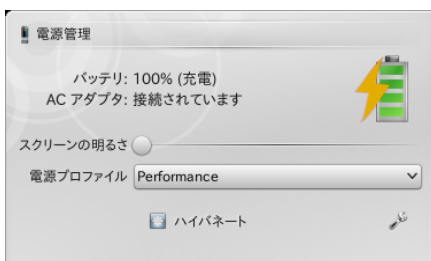 電源管理
バッテリ: 100% (充電)
AC アダプタ: 接続されています
スクリーンの明るさ
電源プロファイル Performance
ハイバネート